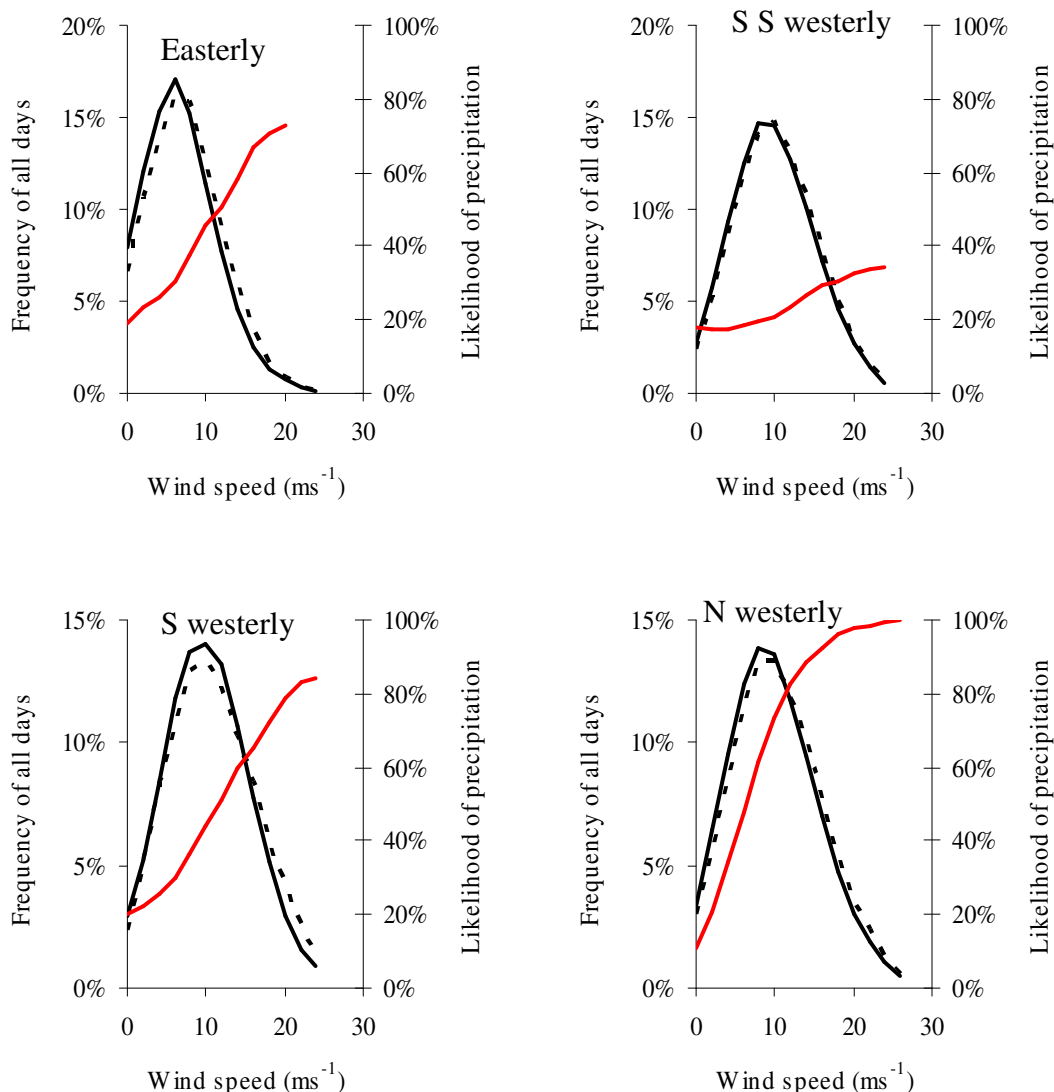 Easterly
20%
15%
10%
5%
0%
Frequency of all days
100%
80%
60%
40%
20%
0%
Likelihood of precipitation
0 10 20 30
Wind speed (ms-1)
S S westerly
20%
15%
10%
5%
0%
Frequency of all days
100%
80%
60%
40%
20%
0%
Likelihood of precipitation
0 10 20 30
Wind speed (ms-1)
S westerly
15%
10%
5%
0%
Frequency of all days
100%
80%
60%
40%
20%
0%
Likelihood of precipitation
0 10 20 30
Wind speed (ms-1)
N westerly
15%
10%
5%
0%
Frequency of all days
100%
80%
60%
40%
20%
0%
Likelihood of precipitation
0 10 20 30
Wind speed (ms-1)